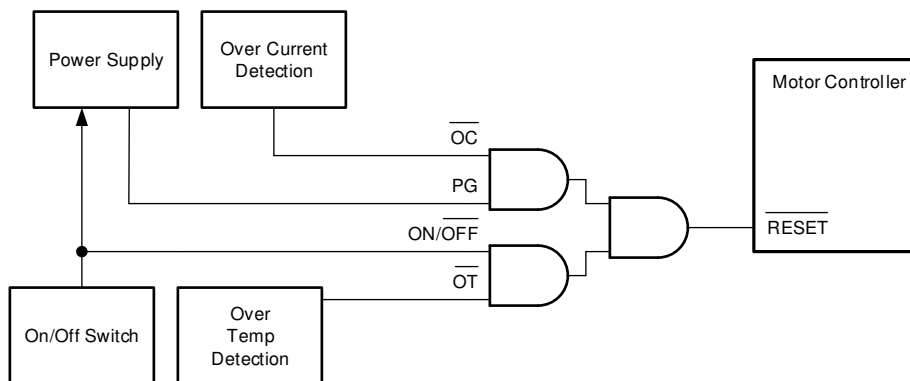 Power Supply
Over Current
Detection
Motor Controller
OC
PG
ON/OFF
OT
RESET
On/Off Switch
Over
Temp
Detection